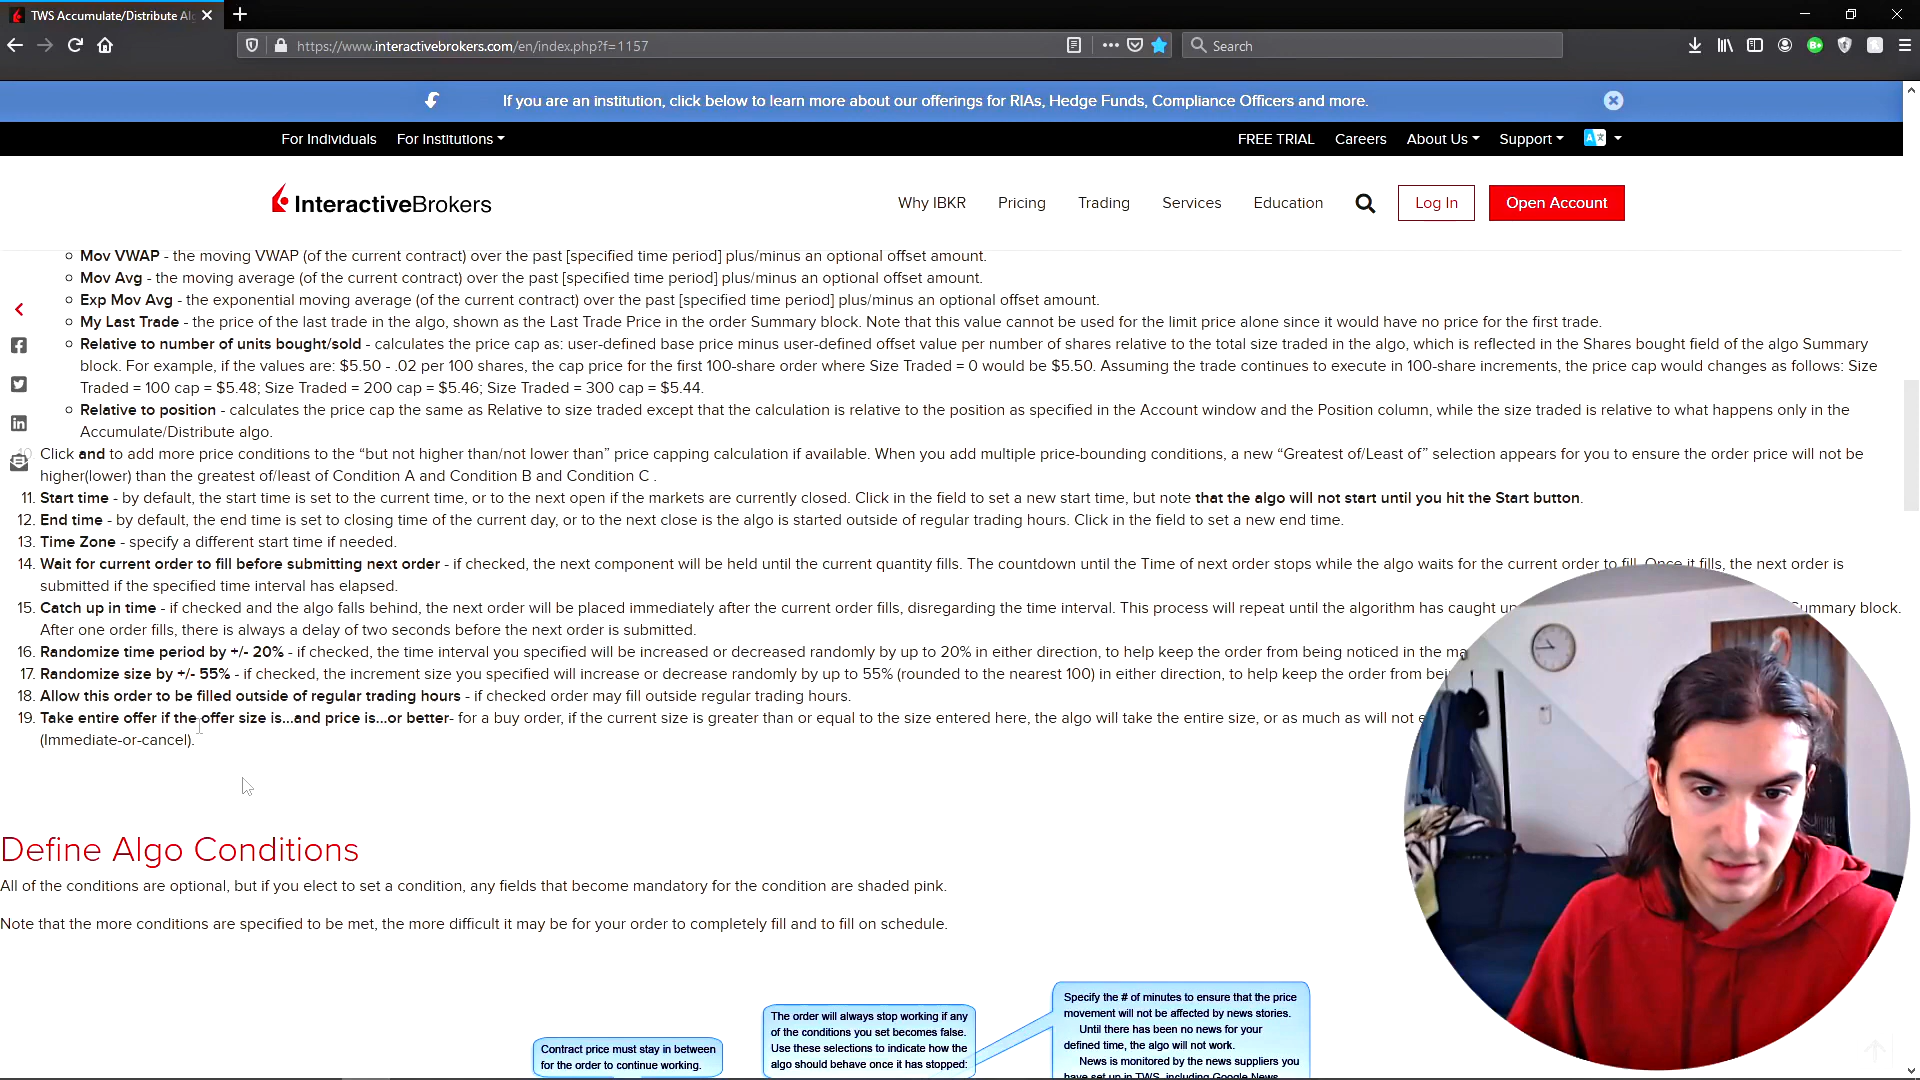 TWS Accumulate/Distribute Al
https://www.interactivebrokers.com/en/index.php?f=1157
Search
If you are an institution, click below to learn more about our offerings for RIAs, Hedge Funds, Compliance Officers and more.
For Individuals For Institutions FREE TRIAL Careers About Us Support
InteractiveBrokers Why IBKR Pricing Trading Services Education Log In Open Account
Mov VWAP - the moving VWAP (of the current contract) over the past [specified time period] plus/minus an optional offset amount.
Mov Avg - the moving average (of the current contract) over the past [specified time period] plus/minus an optional offset amount.
Exp Mov Avg - the exponential moving average (of the current contract) over the past [specified time period] plus/minus an optional offset amount.
My Last Trade - the price of the last trade in the algo, shown as the Last Trade Price in the order Summary block. Note that this value cannot be used for the limit price alone since it would have no price for the first trade.
Relative to number of units bought/sold - calculates the price cap as: user-defined base price minus user-defined offset value per number of shares relative to the total size traded in the algo, which is reflected in the Shares bought field of the algo Summary
block. For example, if the values are: $5.50 - .02 per 100 shares, the cap price for the first 100-share order where Size Traded = 0 would be $5.50. Assuming the trade continues to execute in 100-share increments, the price cap would changes as follows: Size
Traded = 100 cap = $5.48; Size Traded = 200 cap = $5.46; Size Traded = 300 cap = $5.44.
Relative to position - calculates the price cap the same as Relative to size traded except that the calculation is relative to the position as specified in the Account window and the Position column, while the size traded is relative to what happens only in the
Accumulate/Distribute algo.
10. Click and to add more price conditions to the “but not higher than/not lower than” price capping calculation if available. When you add multiple price-bounding conditions, a new “Greatest of/Least of” selection appears for you to ensure the order price will not be
higher(lower) than the greatest of/least of Condition A and Condition B and Condition C .
11. Start time - by default, the start time is set to the current time, or to the next open if the markets are currently closed. Click in the field to set a new start time, but note that the algo will not start until you hit the Start button.
12. End time - by default, the end time is set to closing time of the current day, or to the next close is the algo is started outside of regular trading hours. Click in the field to set a new end time.
13. Time Zone - specify a different start time if needed.
14. Wait for current order to fill before submitting next order - if checked, the next component will be held until the current quantity fills. The countdown until the Time of next order stops while the algo waits for the current order to fill. Once it fills, the next order is
submitted if the specified time interval has elapsed.
15. Catch up in time - if checked and the algo falls behind, the next order will be placed immediately after the current order fills, disregarding the time interval. This process will repeat until the algorithm has caught up Summary block.
After one order fills, there is always a delay of two seconds before the next order is submitted.
16. Randomize time period by +/- 20% - if checked, the time interval you specified will be increased or decreased randomly by up to 20% in either direction, to help keep the order from being noticed in the
17. Randomize size by +/- 55% - if checked, the increment size you specified will increase or decrease randomly by up to 55% (rounded to the nearest 100) in either direction, to help keep the order from
18. Allow this order to be filled outside of regular trading hours - if checked order may fill outside regular trading hours.
19. Take entire offer if the offer size is...and price is...or better- for a buy order, if the current size is greater than or equal to the size entered here, the algo will take the entire size, or as much as will not
(Immediate-or-cancel).
Define Algo Conditions
All of the conditions are optional, but if you elect to set a condition, any fields that become mandatory for the condition are shaded pink.
Note that the more conditions are specified to be met, the more difficult it may be for your order to completely fill and to fill on schedule.
Contract price must stay in between
for the order to continue working.
The order will always stop working if any
of the conditions you set becomes false.
Use these selections to indicate how the
algo should behave once it has stopped:
Specify the # of minutes to ensure that the price
movement will not be affected by news stories.
Until there has been no news for your
defined time, the algo will not work.
News is monitored by the news suppliers you
have set up in TWS, including Google News